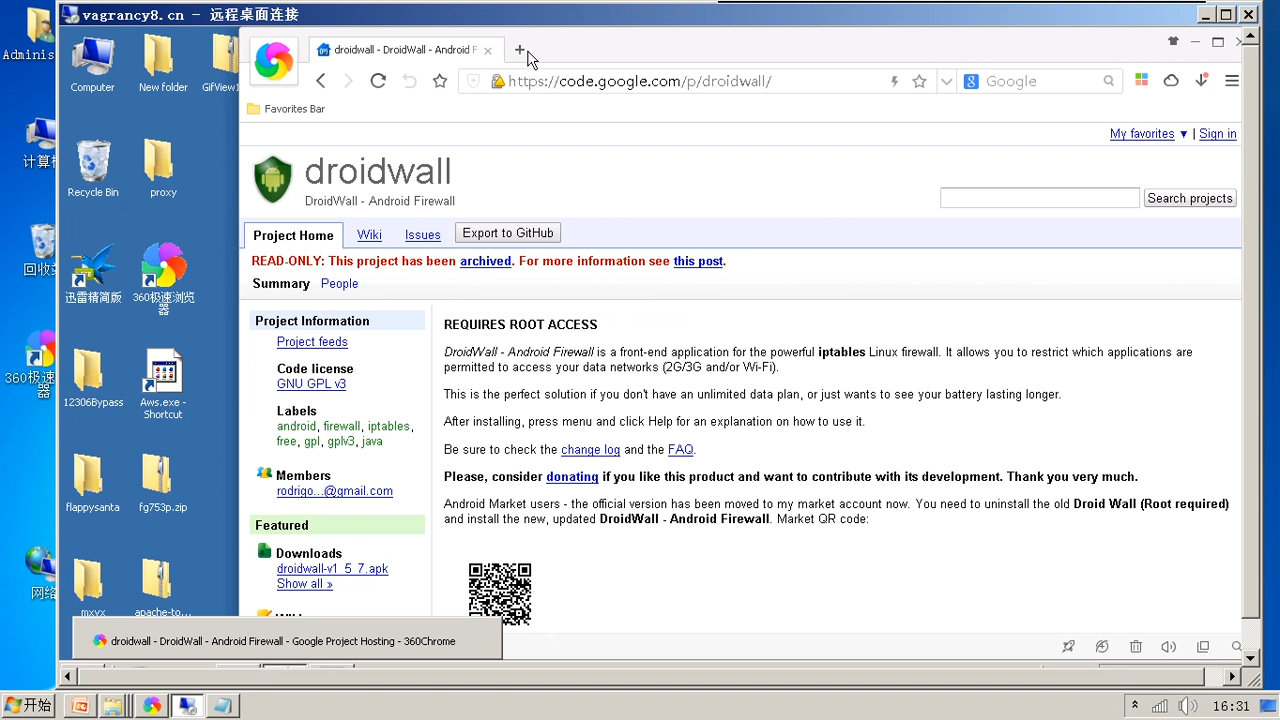 vagrancy8.cn - 远程桌面连接
Adminis
计算
回收
360极速
器
网络
Computer
New folder
GifView1
Recycle Bin
proxy
迅雷精简版
360极速浏览
器
12306Bypass
Aws.exe -
Shortcut
flappysanta
fg753p.zip
mxvx
apache-to...
droidwall - DroidWall - Android F
https://code.google.com/p/droidwall/
Google
Favorites Bar
My favorites ▼ | Sign in
droidwall
DroidWall - Android Firewall
Search projects
Project Home
Wiki
Issues
Export to GitHub
READ-ONLY: This project has been archived. For more information see this post.
Summary People
Project Information
Project feeds
Code license
GNU GPL v3
Labels
android, firewall, iptables,
free, gpl, gplv3, java
Members
rodrigo...@gmail.com
Featured
Downloads
droidwall-v1_5_7.apk
Show all »
REQUIRES ROOT ACCESS
DroidWall - Android Firewall is a front-end application for the powerful iptables Linux firewall. It allows you to restrict which applications are
permitted to access your data networks (2G/3G and/or Wi-Fi).
This is the perfect solution if you don't have an unlimited data plan, or just wants to see your battery lasting longer.
After installing, press menu and click Help for an explanation on how to use it.
Be sure to check the change log and the FAQ.
Please, consider donating if you like this product and want to contribute with its development. Thank you very much.
Android Market users - the official version has been moved to my market account now. You need to uninstall the old Droid Wall (Root required)
and install the new, updated DroidWall - Android Firewall. Market QR code:
droidwall - DroidWall - Android Firewall - Google Project Hosting - 360Chrome
开始
16:31